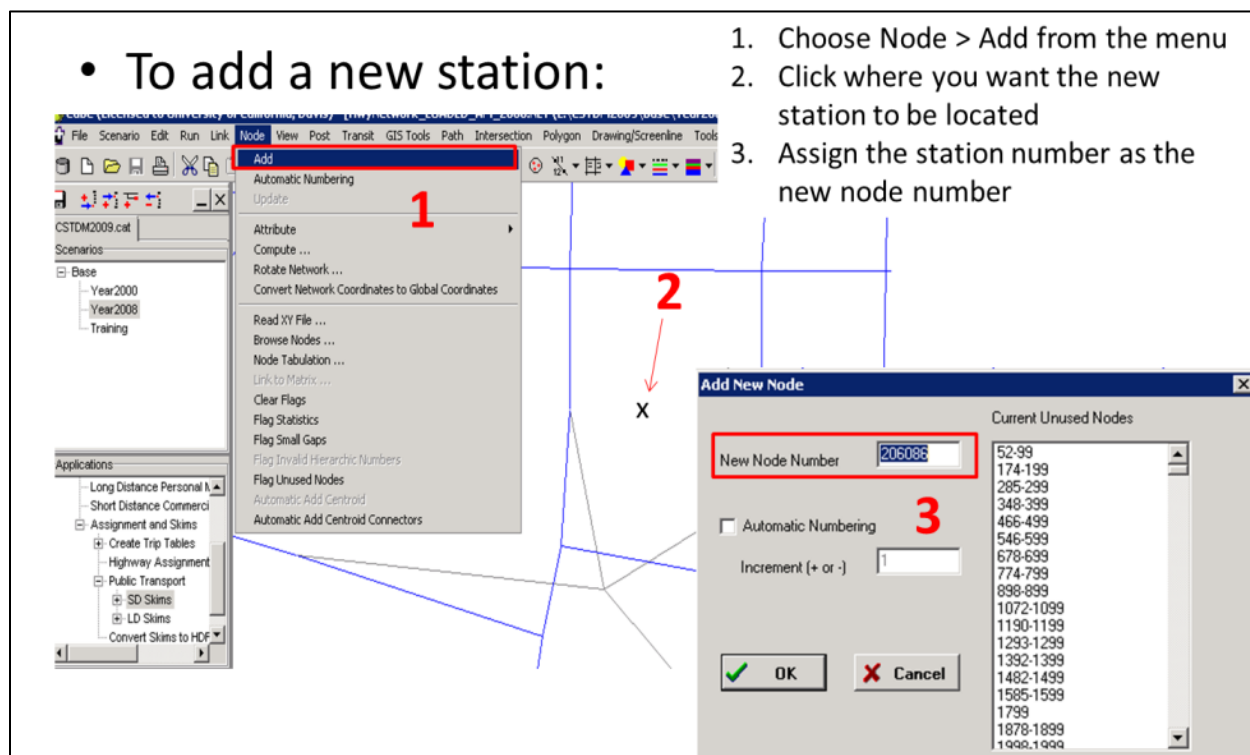 • To add a new station:
1. Choose Node > Add from the menu
2. Click where you want the new
station to be located
3. Assign the station number as the
new node number
File Scenario Edit Run Link Node View Post Transit GIS Tools Path Intersection Polygon Drawing/Screenline Tools
Add
Automatic Numbering
Update
1
Attribute
Compute ...
Rotate Network ...
Convert Network Coordinates to Global Coordinates
Read XY File ...
Browse Nodes ...
Node Tabulation ...
Link to Matrix ...
Clear Flags
Flag Statistics
Flag Small Gaps
Flag Invalid Hierarchic Numbers
Flag Unused Nodes
Automatic Add Centroid
Automatic Add Centroid Connectors
CSTDM2009.cat
Scenarios
Base
Year2000
Year2008
Training
Applications
Long Distance Personal
Short Distance Commerci
Assignment and Skims
Create Trip Tables
Highway Assignment
Public Transport
SD Skims
LD Skims
Convert Skims to HDF
2
x
Add New Node
New Node Number 206086
Automatic Numbering
3
Increment (+ or -) 1
OK Cancel
Current Unused Nodes
52-99
174-199
285-299
348-399
466-499
546-599
678-699
774-799
898-899
1072-1099
1190-1199
1293-1299
1392-1399
1482-1499
1585-1599
1799
1878-1899
1998-1999